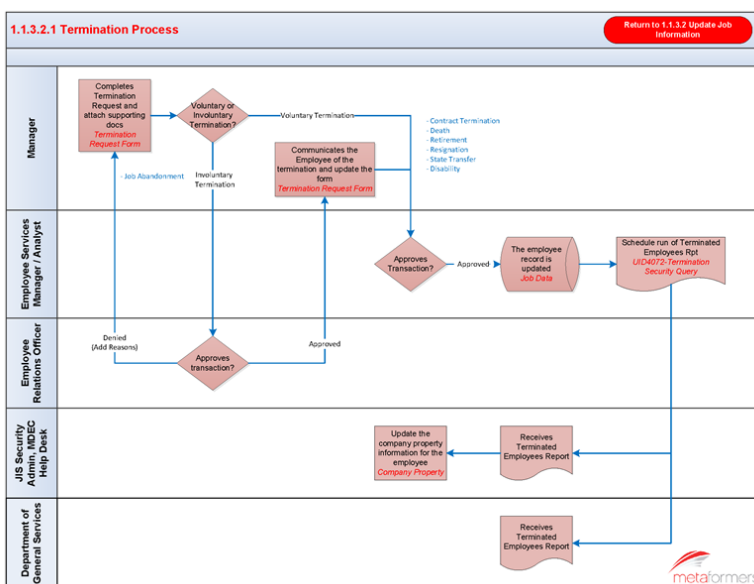 1.1.3.2.1 Termination Process
Return to 1.1.3.2 Update Job
Information
Manager
Completes
Termination
Request and
attach supporting
docs
Termination
Request Form
Voluntary or
Involuntary
Termination?
Voluntary Termination
- Contract Termination
- Death
- Retirement
- Resignation
- State Transfer
- Disability
Communicates the
Employee of the
termination and update the
form
Termination Request Form
- Job Abandonment
Involuntary
Termination
Employee Services
Manager / Analyst
Approves
Transaction?
Approved
The employee
record is
updated
Job Data
Schedule run of Terminated
Employees Rpt
UID4072-Termination
Security Query
Employee
Relations Officer
Denied
(Add Reasons)
Approves
transaction?
Approved
JIS Security
Admin, MDEC
Help Desk
Update the
company property
information for the
employee
Company Property
Receives
Terminated
Employees Report
Department of
General Services
Receives
Terminated
Employees Report
metaformers